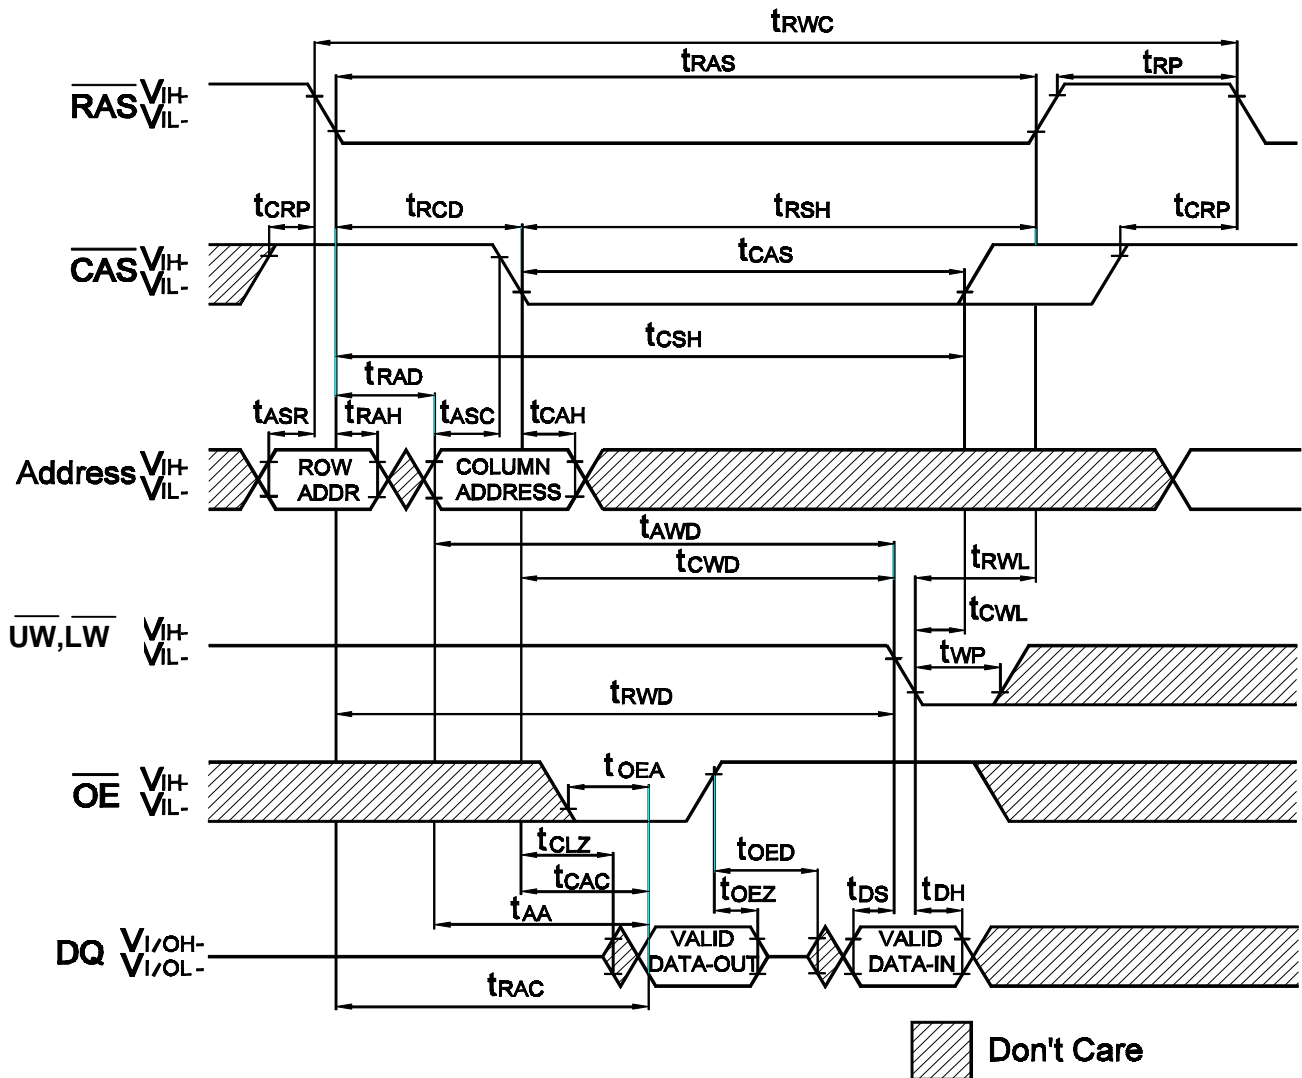 tRWC
tRAS
tRP
RAS VIH-
VIL-
tCRP
tRCD
tRSH
tCRP
CAS VIH-
VIL-
tCAS
tCSH
tRAD
tASR
tRAH
tASC
tCAH
Address VIH-
VIL-
ROW
ADDR
COLUMN
ADDRESS
tAWD
tCWD
tRWL
tCWL
UW,LW VIH-
VIL-
tWP
tRWD
OE VIH-
VIL-
tOEA
tCLZ
tOED
tCAC
tOEZ
tDS
tDH
tAA
DQ VI/OH-
VI/OL-
VALID
DATA-OUT
VALID
DATA-IN
tRAC
Don't Care